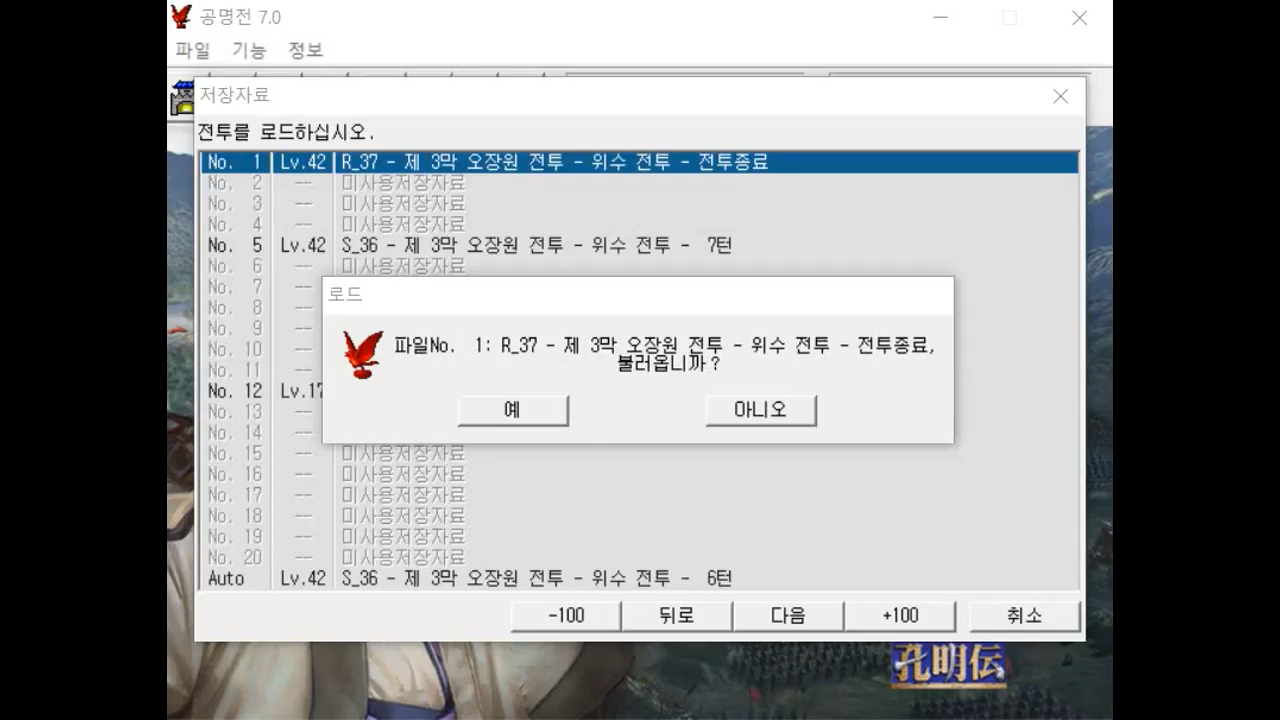 공명전 7.0
파일 기능 정보
저장자료
전투를 로드하십시오.
No. 1 Lv.42 R_37 - 제 3막 오장원 전투 - 위수 전투 - 전투종료
No. 2 -- 미사용저장자료
No. 3 -- 미사용저장자료
No. 4 -- 미사용저장자료
No. 5 Lv.42 S_36 - 제 3막 오장원 전투 - 위수 전투 - 7턴
No. 6 -- 미사용저장자료
No. 7 --
No. 8 --
No. 9 --
No. 10 --
No. 11 --
No. 12 Lv.17
No. 13 --
No. 14 --
로드
파일No. 1: R_37 - 제 3막 오장원 전투 - 위수 전투 - 전투종료,
불러옵니까?
예 아니오
No. 15 -- 미사용저장자료
No. 16 -- 미사용저장자료
No. 17 -- 미사용저장자료
No. 18 -- 미사용저장자료
No. 19 -- 미사용저장자료
No. 20 -- 미사용저장자료
Auto Lv.42 S_36 - 제 3막 오장원 전투 - 위수 전투 - 6턴
-100 뒤로 다음 +100 취소
孔明伝